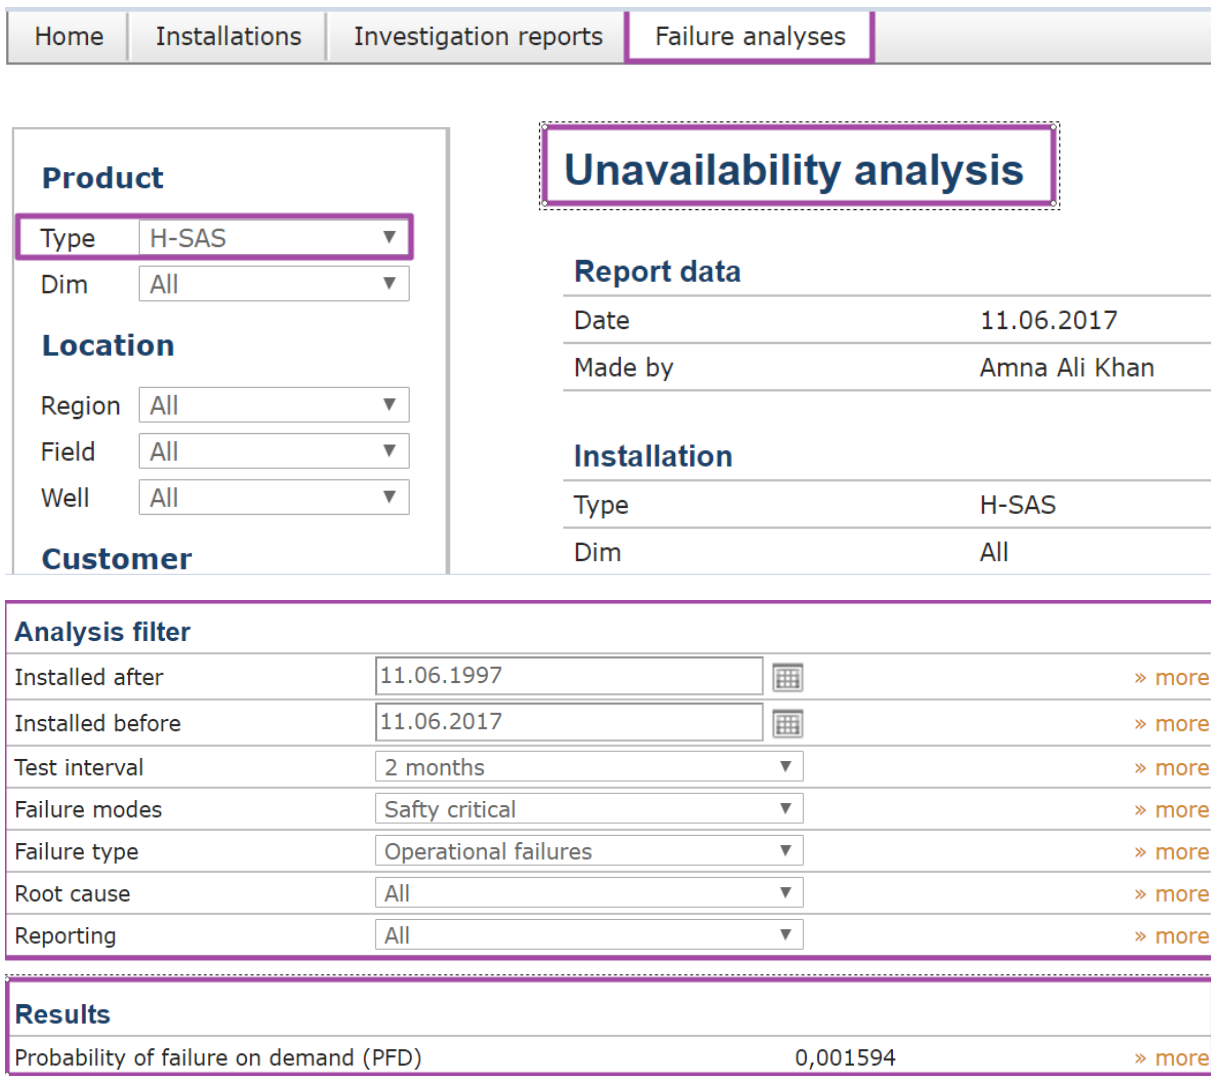 Home Installations Investigation reports Failure analyses
Product
Type H-SAS
Dim All
Location
Region All
Field All
Well All
Customer
Unavailability analysis
Report data
Date 11.06.2017
Made by Amna Ali Khan
Installation
Type H-SAS
Dim All
Analysis filter
Installed after 11.06.1997 » more
Installed before 11.06.2017 » more
Test interval 2 months » more
Failure modes Safty critical » more
Failure type Operational failures » more
Root cause All » more
Reporting All » more
Results
Probability of failure on demand (PFD) 0,001594 » more